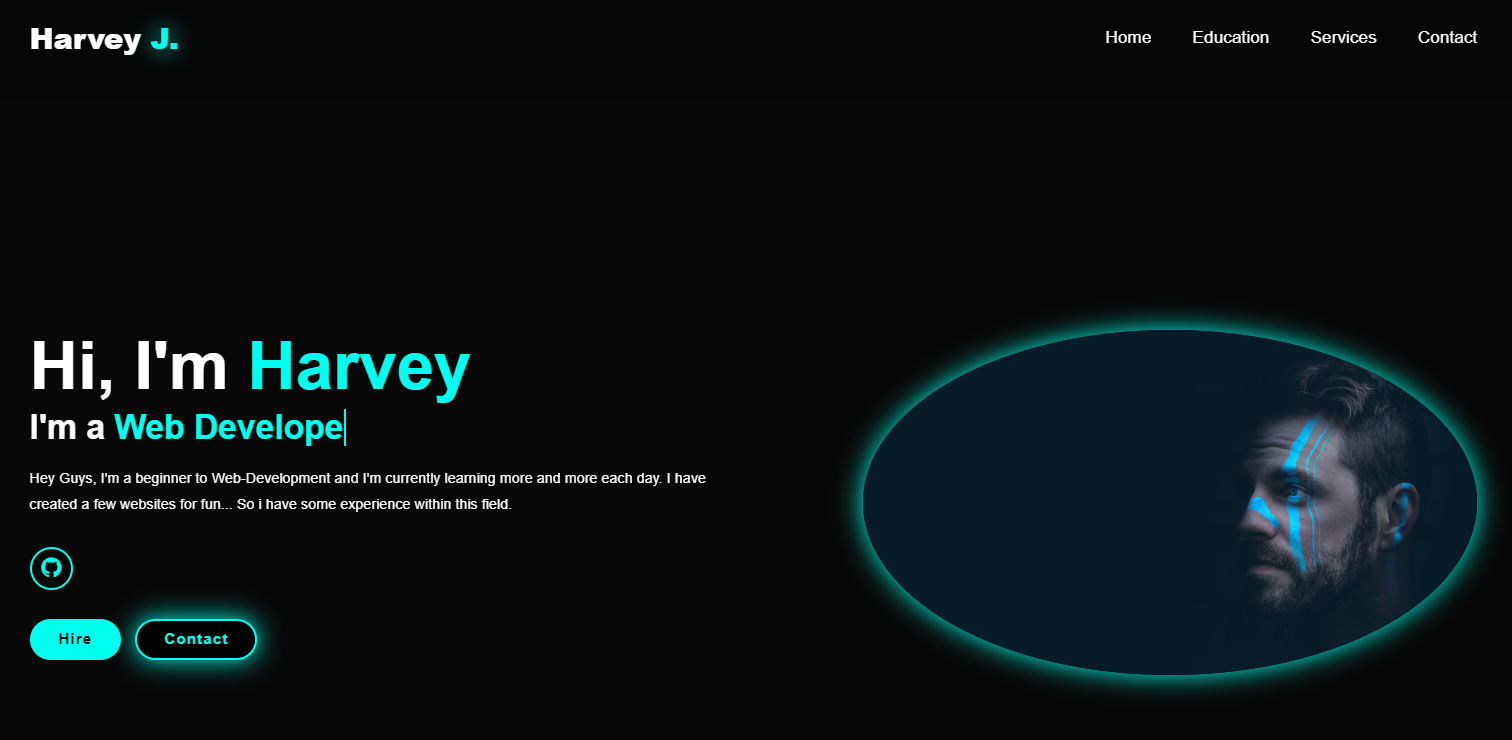 Harvey J.
Home Education Services Contact
Hi, I'm Harvey
I'm a Web Develope
Hey Guys, I'm a beginner to Web-Development and I'm currently learning more and more each day. I have
created a few websites for fun... So i have some experience within this field.
Hire Contact